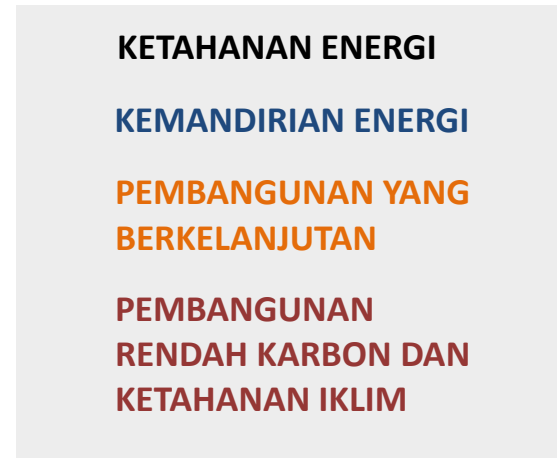 KETAHANAN ENERGI
KEMANDIRIAN ENERGI
PEMBANGUNAN YANG
BERKELANJUTAN
PEMBANGUNAN
RENDAH KARBON DAN
KETAHANAN IKLIM